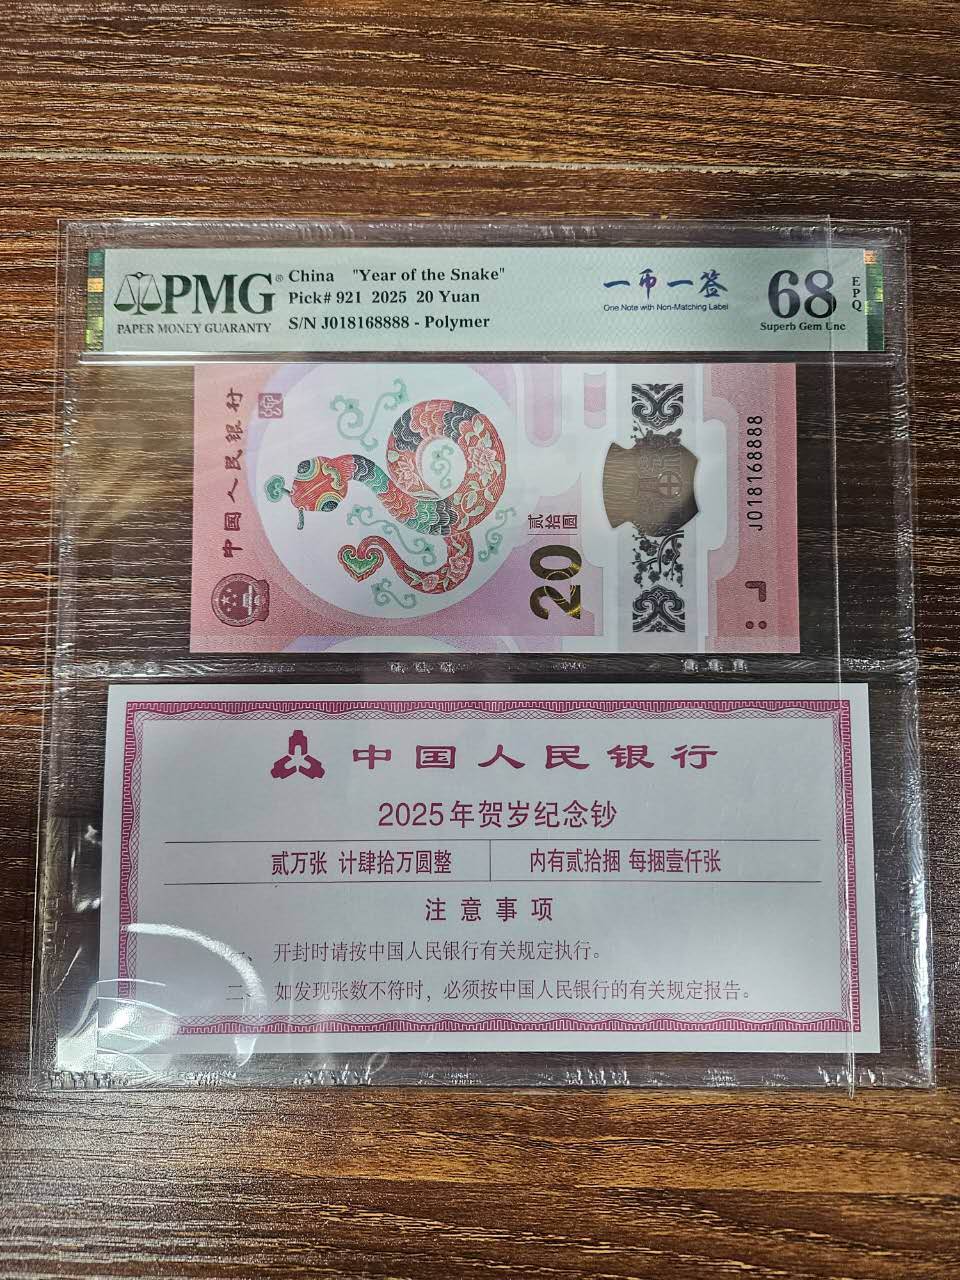 PMG®
PAPER MONEY GUARANTY
China "Year of the Snake"
Pick# 921 2025 20 Yuan
S/N J018168888 - Polymer
一币一签
One Note with Non-Matching Label
68
EPQ
Superb Gem Unc
中国人民银行
贰拾圆
20
J018168888
中国人民银行
2025年贺岁纪念钞
贰万张 计肆拾万圆整
内有贰拾捆 每捆壹仟张
注意事项
一、 开封时请按中国人民银行有关规定执行。
二、 如发现张数不符时，必须按中国人民银行的有关规定报告。